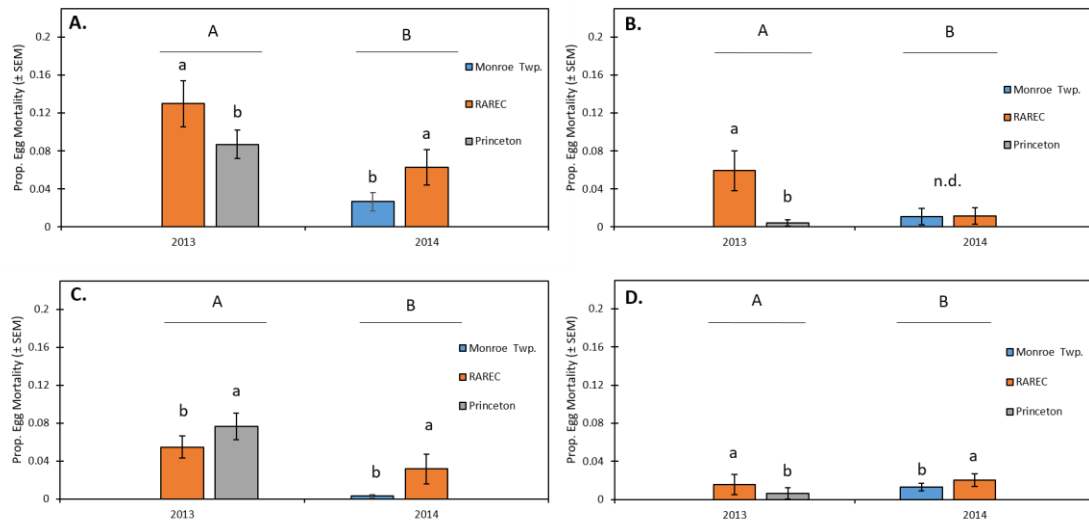 A.
Prop. Egg Mortality (± SEM)
0.2
0.16
0.12
0.08
0.04
0
A
B
a
b
b
a
2013
2014
Monroe Twp.
RAREC
Princeton
B.
Prop. Egg Mortality (± SEM)
0.2
0.16
0.12
0.08
0.04
0
A
B
a
b
n.d.
2013
2014
Monroe Twp.
RAREC
Princeton
C.
Prop. Egg Mortality (± SEM)
0.2
0.16
0.12
0.08
0.04
0
A
B
b
a
b
a
2013
2014
Monroe Twp.
RAREC
Princeton
D.
Prop. Egg Mortality (± SEM)
0.2
0.16
0.12
0.08
0.04
0
A
B
a
b
b
a
2013
2014
Monroe Twp.
RAREC
Princeton